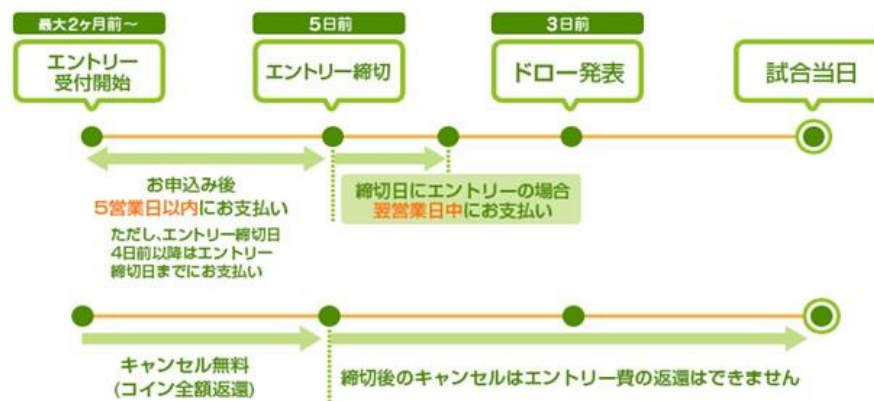 最大2ヶ月前～
エントリー
受付開始
5日前
エントリー締切
3日前
ドロー発表
試合当日
お申込み後
5営業日以内にお支払い
ただし、エントリー締切日
4日前以降はエントリー
締切日までにお支払い
締切日にエントリーの場合
翌営業日中にお支払い
キャンセル無料
(コイン全額返還)
締切後のキャンセルはエントリー費の返還はできません